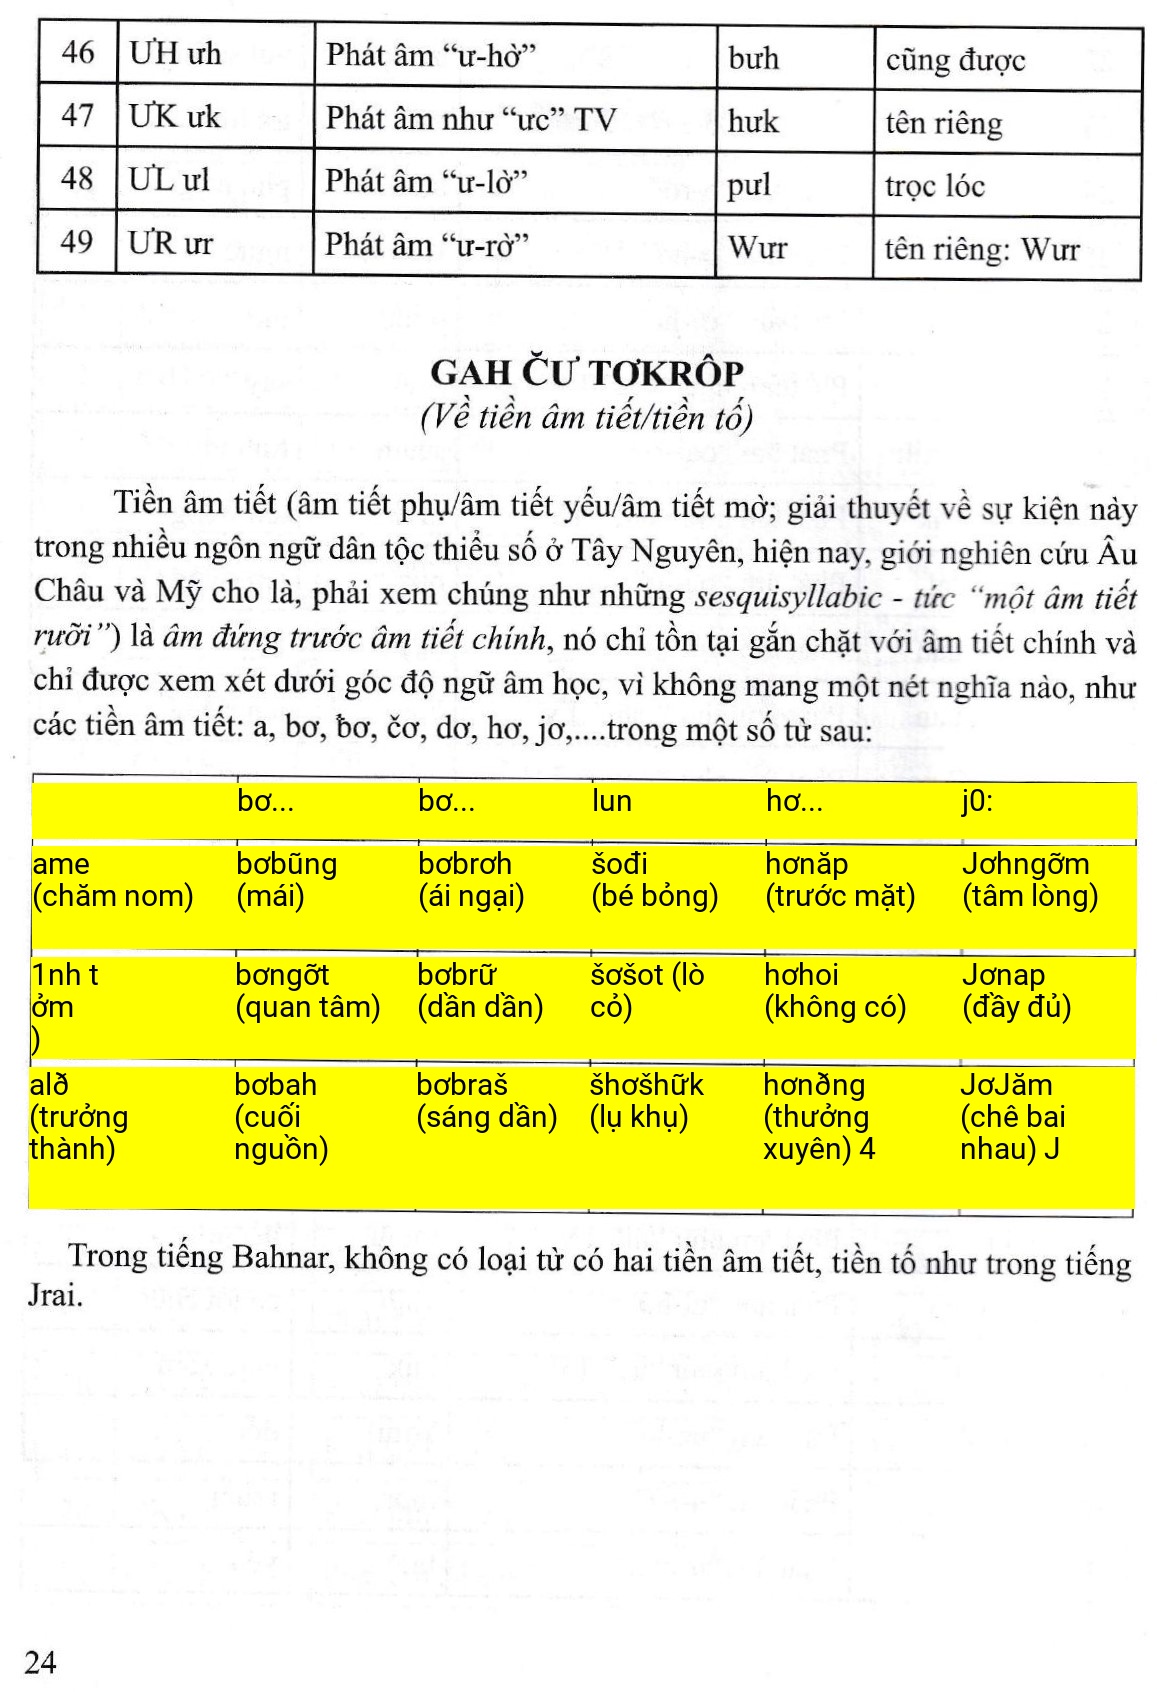 46 ƯH ưh Phát âm “ư-hờ” bưh cũng được
47 ƯK ưk Phát âm như “ưc” TV hưk tên riêng
48 ƯL ưl Phát âm “ư-lờ” pưl trọc lóc
49 ƯR ưr Phát âm “ư-rờ” Wưr tên riêng: Wưr
GAH C̆Ư TƠKRÔP
(Về tiền âm tiết/tiền tố)
Tiền âm tiết (âm tiết phụ/âm tiết yếu/âm tiết mờ; giải thuyết về sự kiện này
trong nhiều ngôn ngữ dân tộc thiểu số ở Tây Nguyên, hiện nay, giới nghiên cứu Âu
Châu và Mỹ cho là, phải xem chúng như những sesquisyllabic - tức “một âm tiết
rưỡi”) là âm đứng trước âm tiết chính, nó chỉ tồn tại gắn chặt với âm tiết chính và
chỉ được xem xét dưới góc độ ngữ âm học, vì không mang một nét nghĩa nào, như
các tiền âm tiết: a, bơ, ƀơ, c̆ơ, dơ, hơ, jơ,....trong một số từ sau:
bơ... bơ... lun hơ... j0:
ame bơbũng bơbrơh šođi hơnăp Jơhngỡm
(chăm nom) (mái) (ái ngại) (bé bỏng) (trước mặt) (tâm lòng)
1nh t bơngỡt bơbrữ šơšot (lò hơhoi Jơnap
ởm (quan tâm) (dần dần) cỏ) (không có) (đầy đủ)
)
alð bơbah bơbraš šhơšhữk hơnðng JơJăm
(trưởng (cuối (sáng dần) (lụ khụ) (thưởng (chê bai
thành) nguồn) xuyên) 4 nhau) J
Trong tiếng Bahnar, không có loại từ có hai tiền âm tiết, tiền tố như trong tiếng
Jrai.
24